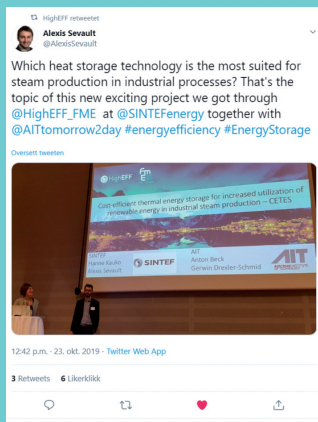 HighEFF retweetet
Alexis Sevault
@AlexisSevault
Which heat storage technology is the most suited for
steam production in industrial processes? That's the
topic of this new exciting project we got through
@HighEFF_FME at @SINTEFenergy together with
@AITtomorrow2day #energyefficiency #EnergyStorage
Oversett tweeten
HighEFF
FME
Cost-efficient thermal energy storage for increased utilization of
renewable energy in industrial steam production – CETES
SINTEF
Hanne Kauko
Alexis Sevault
SINTEF
AIT
Anton Beck
Gerwin Drexler-Schmid
AIT
12:42 p.m. · 23. okt. 2019 · Twitter Web App
3 Retweets 6 Likerklikk